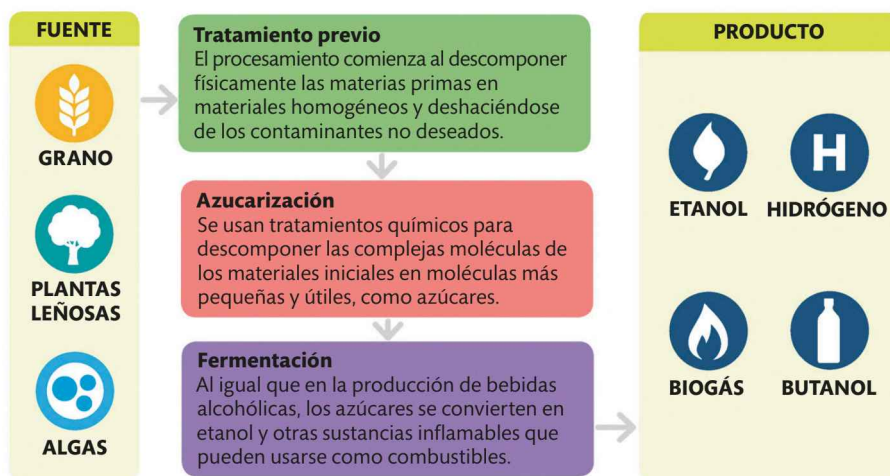 FUENTE
GRANO
PLANTAS
LEÑOSAS
ALGAS
Tratamiento previo
El procesamiento comienza al descomponer
físicamente las materias primas en
materiales homogéneos y deshaciéndose
de los contaminantes no deseados.
Azucarización
Se usan tratamientos químicos para
descomponer las complejas moléculas de
los materiales iniciales en moléculas más
pequeñas y útiles, como azúcares.
Fermentación
Al igual que en la producción de bebidas
alcohólicas, los azúcares se convierten en
etanol y otras sustancias inflamables que
pueden usarse como combustibles.
PRODUCTO
H
ETANOL HIDRÓGENO
BIOGÁS BUTANOL